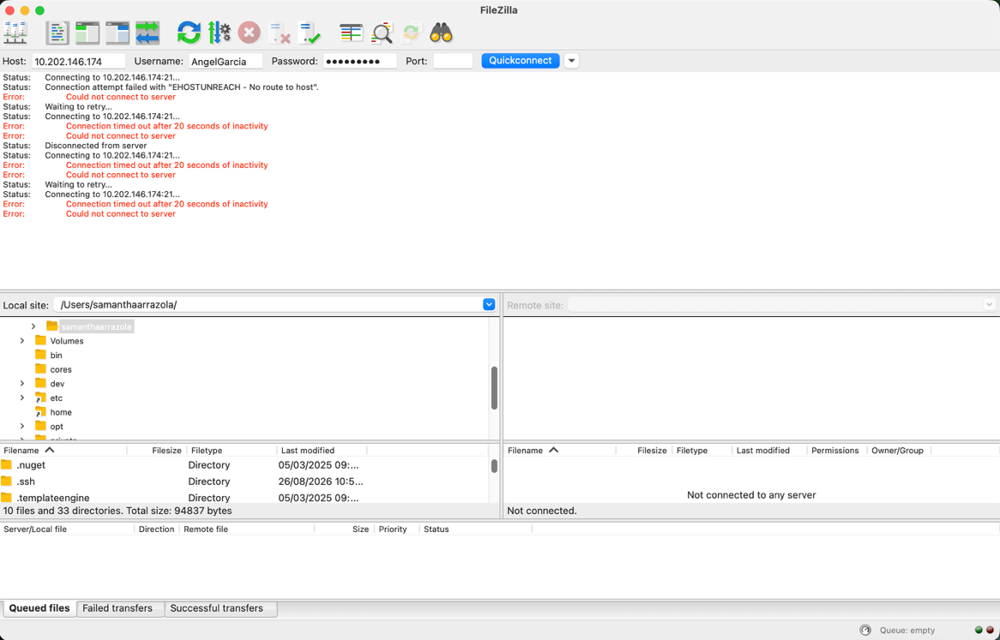 FileZilla
Host: 10.202.146.174 Username: AngelGarcia Password: ●●●●●●●●● Port: Quickconnect
Status: Connecting to 10.202.146.174:21...
Status: Connection attempt failed with "EHOSTUNREACH - No route to host".
Error: Could not connect to server
Status: Waiting to retry...
Status: Connecting to 10.202.146.174:21...
Error: Connection timed out after 20 seconds of inactivity
Error: Could not connect to server
Status: Disconnected from server
Status: Connecting to 10.202.146.174:21...
Error: Connection timed out after 20 seconds of inactivity
Error: Could not connect to server
Status: Waiting to retry...
Status: Connecting to 10.202.146.174:21...
Error: Connection timed out after 20 seconds of inactivity
Error: Could not connect to server
Local site: /Users/samanthaarrazola/
Remote site:
samanthaarrazola
Volumes
bin
cores
dev
etc
home
opt
Filename Filesize Filetype Last modified
.nuget Directory 05/03/2025 09:...
.ssh Directory 26/08/2026 10:5...
.templateengine Directory 05/03/2025 09:...
10 files and 33 directories. Total size: 94837 bytes
Filename Filesize Filetype Last modified Permissions Owner/Group
Not connected to any server
Not connected.
Server/Local file Direction Remote file Size Priority Status
Queued files Failed transfers Successful transfers
Queue: empty